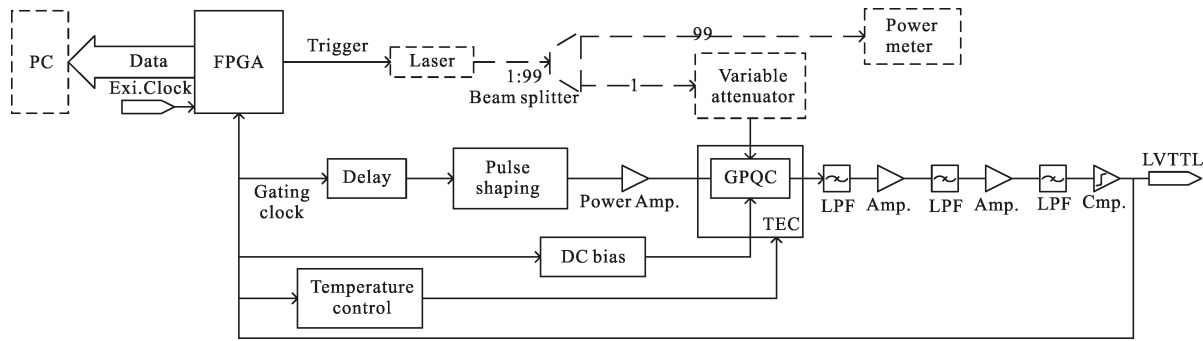 PC
Data
Exi.Clock
FPGA
Trigger
Laser
1:99
Beam splitter
99
1
Power
meter
Variable
attenuator
Gating
clock
Delay
Pulse
shaping
Power Amp.
GPQC
TEC
LPF
Amp.
LPF
Amp.
LPF
Cmp.
LVTTL
DC bias
Temperature
control